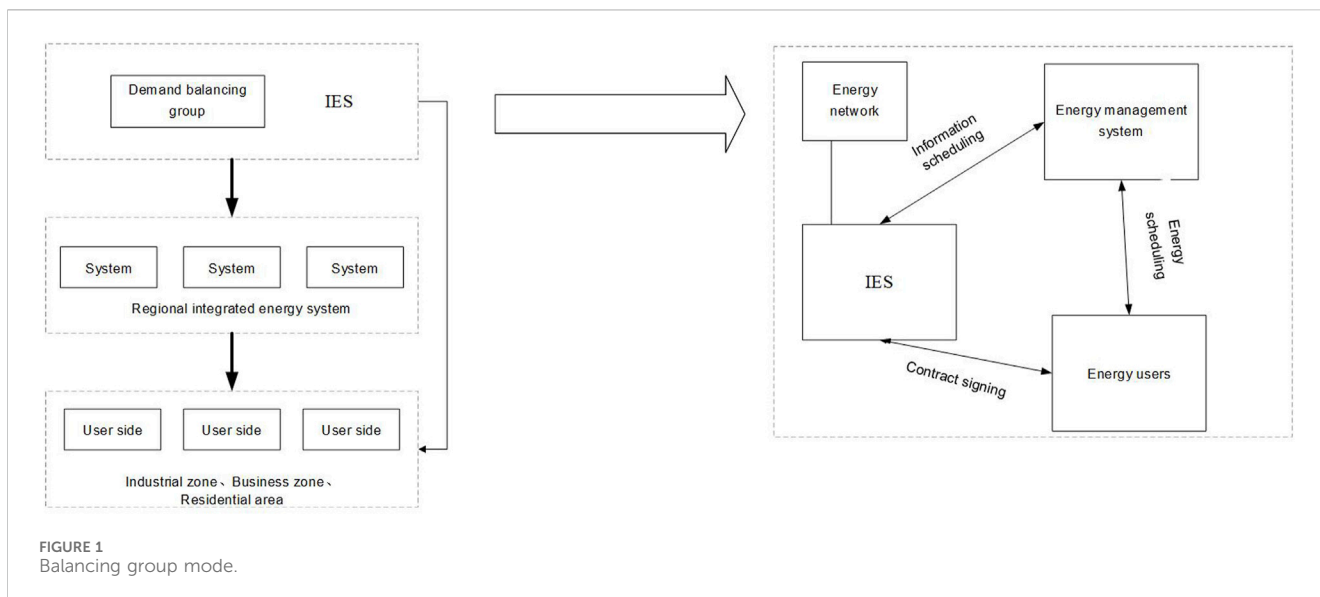 Demand balancing
group
IES
System
System
System
Regional integrated energy system
User side
User side
User side
Industrial zone、Business zone、
Residential area
Energy
network
Information
scheduling
Energy management
system
IES
Energy
scheduling
Contract signing
Energy users
FIGURE 1
Balancing group mode.